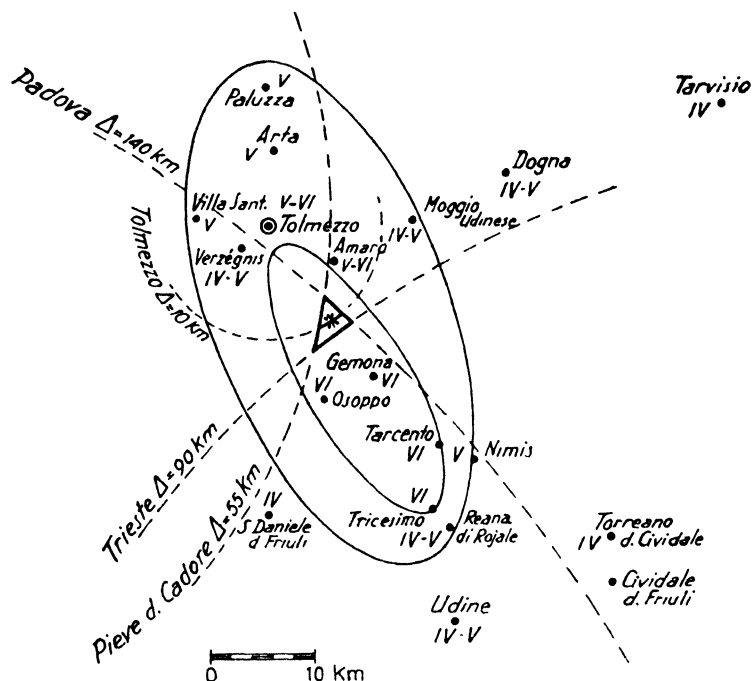 Padova Δ=140 km
V
Paluzza
Arta
V
Tarvisio
IV
Dogna
IV-V
Villa Sant.
V
V-VI
Tolmezzo
Moggio
Udinese
IV-V
Verzégnis
IV-V
Amaro
V-VI
Tolmezzo Δ=10 km
Gemona
VI
VI
Osoppo
Tarcento
VI
V
Nimis
VI
Tricesimo
IV-V
Reana
di Rojale
IV
S Daniele
d Friuli
Trieste Δ=90 km
Pieve d. Cadore Δ=55 km
Torreano
IV d. Cividale
Cividale
d. Friuli
Udine
IV-V
0 10 Km